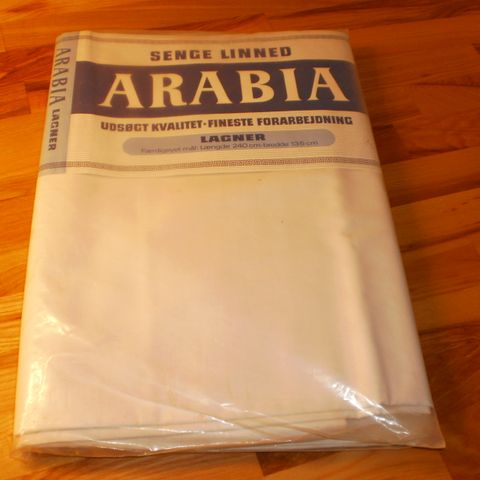 SENGE LINNED
ARABIA
UDSØGT KVALITET · FINESTE FORARBEJDNING
LAGNER
Færdigsyet mål: Længde 240 cm - bredde 135 cm
ARABIA LAGNER